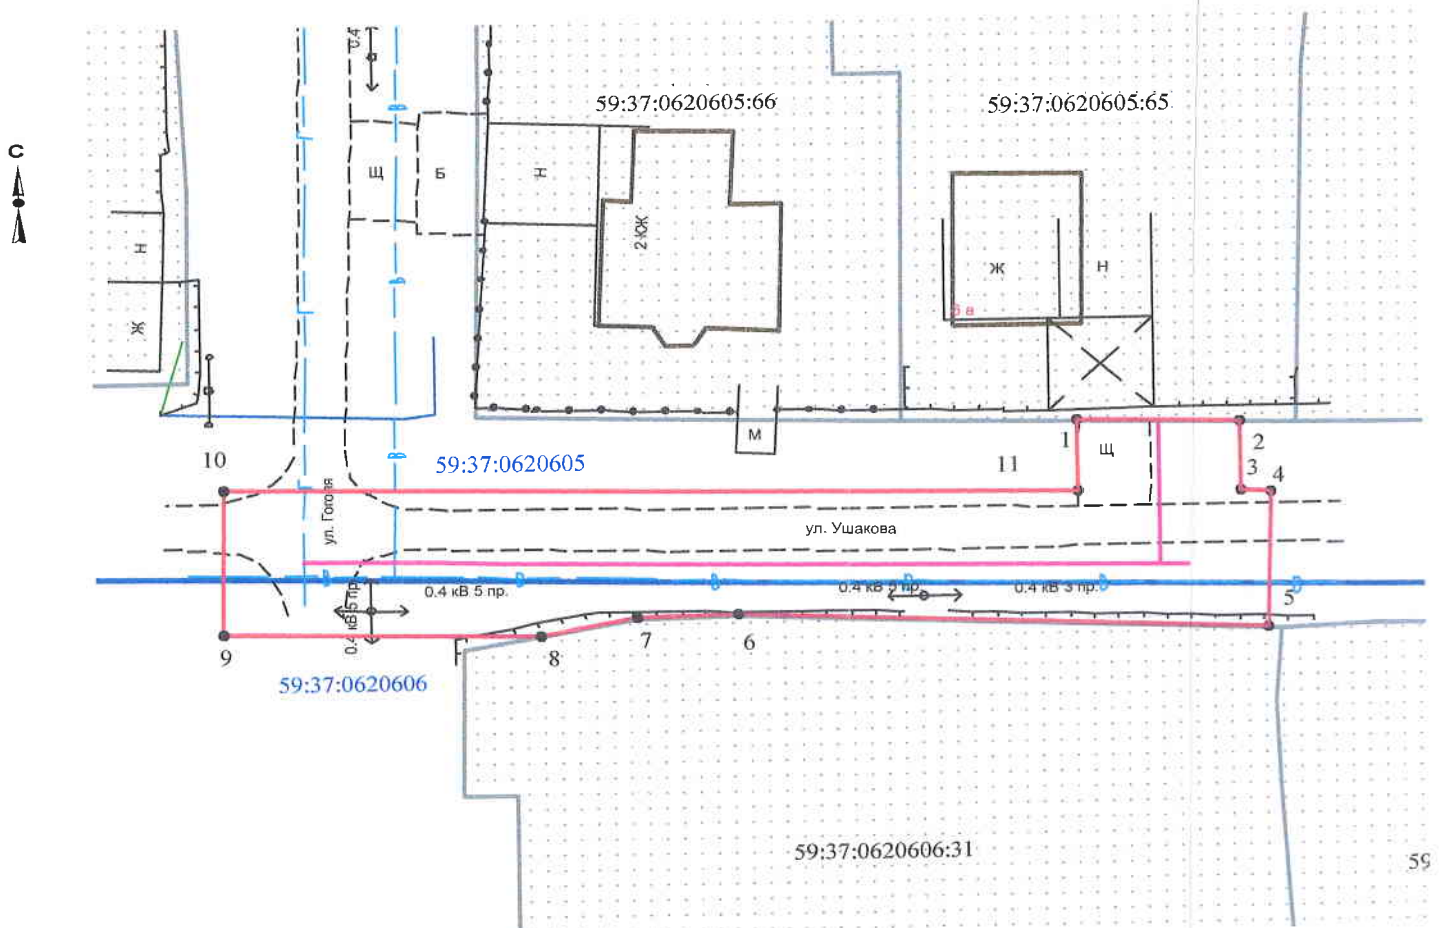 0.4
59:37:0620605:66
59:37:0620605:65
С
Щ
Б
Н
2 КЖ
Н
Ж
Ж
Н
В
В
В
М
Щ
1
2
3
4
10
11
59:37:0620605
ул. Гоголя
ул. Ушакова
В
В
В
В
В
В
0.4 кВ 5 пр.
0.4 кВ 5 пр.
0.4 кВ 5 пр.
0.4 кВ 3 пр.
5
9
8
7
6
59:37:0620606
59:37:0620606:31
59